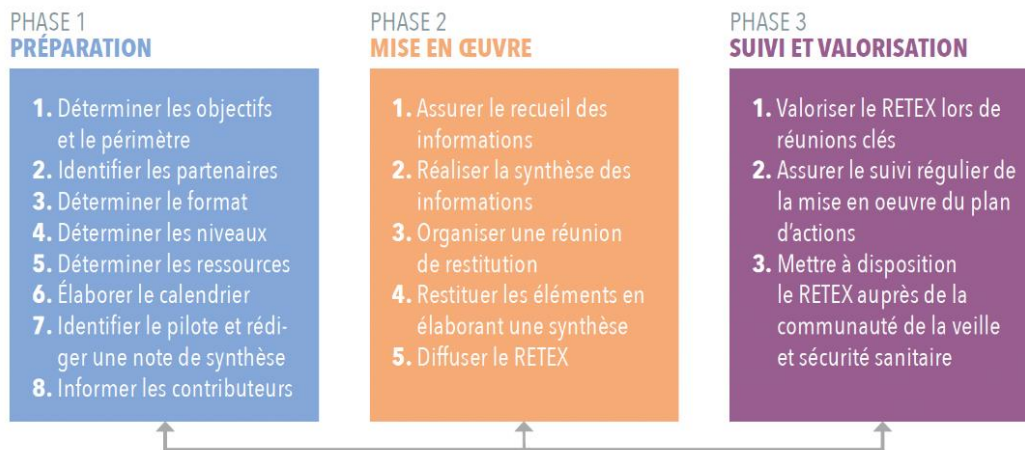 PHASE 1
PRÉPARATION
1. Déterminer les objectifs
et le périmètre
2. Identifier les partenaires
3. Déterminer le format
4. Déterminer les niveaux
5. Déterminer les ressources
6. Élaborer le calendrier
7. Identifier le pilote et rédi-
ger une note de synthèse
8. Informer les contributeurs
PHASE 2
MISE EN ŒUVRE
1. Assurer le recueil des
informations
2. Réaliser la synthèse des
informations
3. Organiser une réunion
de restitution
4. Restituer les éléments en
élaborant une synthèse
5. Diffuser le RETEX
PHASE 3
SUIVI ET VALORISATION
1. Valoriser le RETEX lors de
réunions clés
2. Assurer le suivi régulier de
la mise en oeuvre du plan
d'actions
3. Mettre à disposition
le RETEX auprès de la
communauté de la veille
et sécurité sanitaire